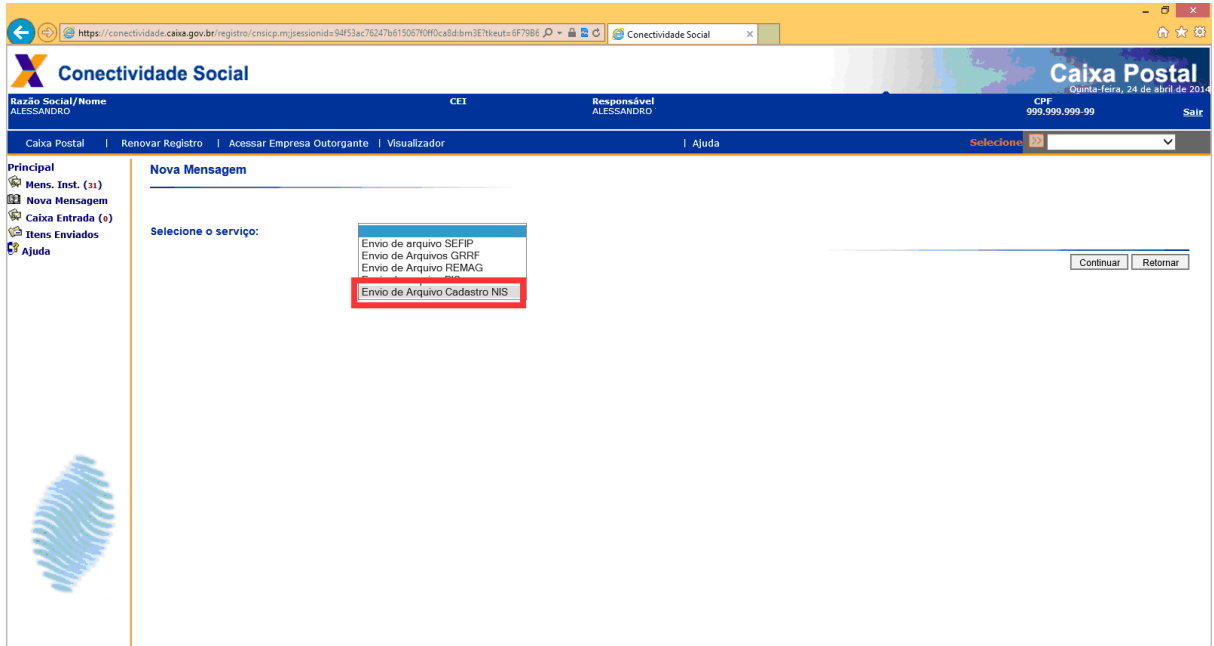 https://conectividade.caixa.gov.br/registro/cnsicp.m;jsessionid=
Conectividade Social
Conectividade Social
Caixa Postal
Quinta-feira, 24 de abril de 2014
Razão Social/Nome CEI Responsável CPF
ALESSANDRO ALESSANDRO 999.999.999-99 Sair
Caixa Postal | Renovar Registro | Acessar Empresa Outorgante | Visualizador | Ajuda Selecione
Principal
Mens. Inst. (31)
Nova Mensagem
Caixa Entrada (0)
Itens Enviados
Ajuda
Nova Mensagem
Selecione o serviço:
Envio de arquivo SEFIP
Envio de Arquivos GRRF
Envio de Arquivo REMAG
Envio de Arquivo Cadastro NIS
Continuar Retornar